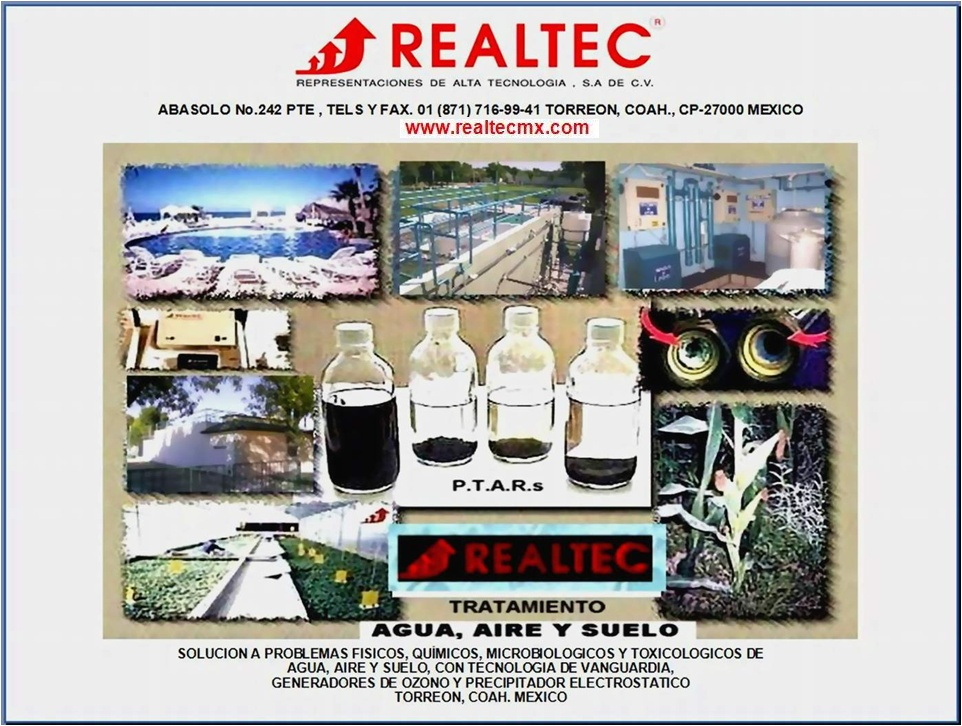 REALTEC®
REPRESENTACIONES DE ALTA TECNOLOGIA , S.A DE C.V.
ABASOLO No.242 PTE , TELS Y FAX. 01 (871) 716-99-41 TORREON, COAH., CP-27000 MEXICO
www.realtecmx.com
P.T.A.R.s
REALTEC
TRATAMIENTO
AGUA, AIRE Y SUELO
SOLUCION A PROBLEMAS FISICOS, QUÍMICOS, MICROBIOLOGICOS Y TOXICOLOGICOS DE
AGUA, AIRE Y SUELO, CON TECNOLOGIA DE VANGUARDIA,
GENERADORES DE OZONO Y PRECIPITADOR ELECTROSTATICO
TORREON, COAH. MEXICO